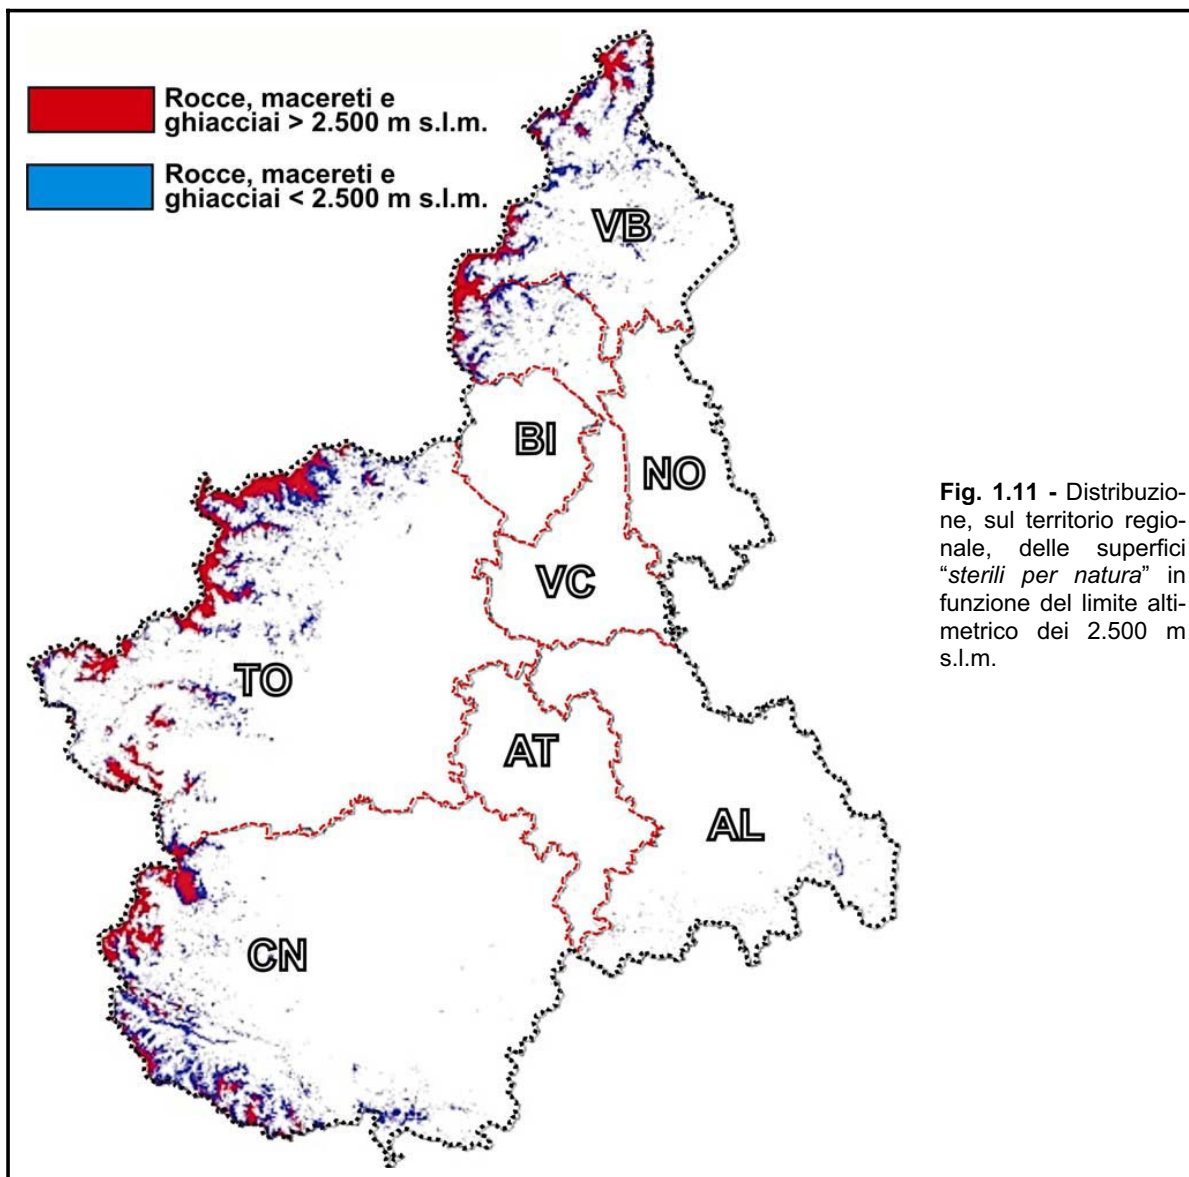 Rocce, macereti e
ghiacciai > 2.500 m s.l.m.
Rocce, macereti e
ghiacciai < 2.500 m s.l.m.
VB
BI
NO
VC
TO
AT
AL
CN
Fig. 1.11 - Distribuzio-
ne, sul territorio regio-
nale, delle superfici
“sterili per natura” in
funzione del limite alti-
metrico dei 2.500 m
s.l.m.